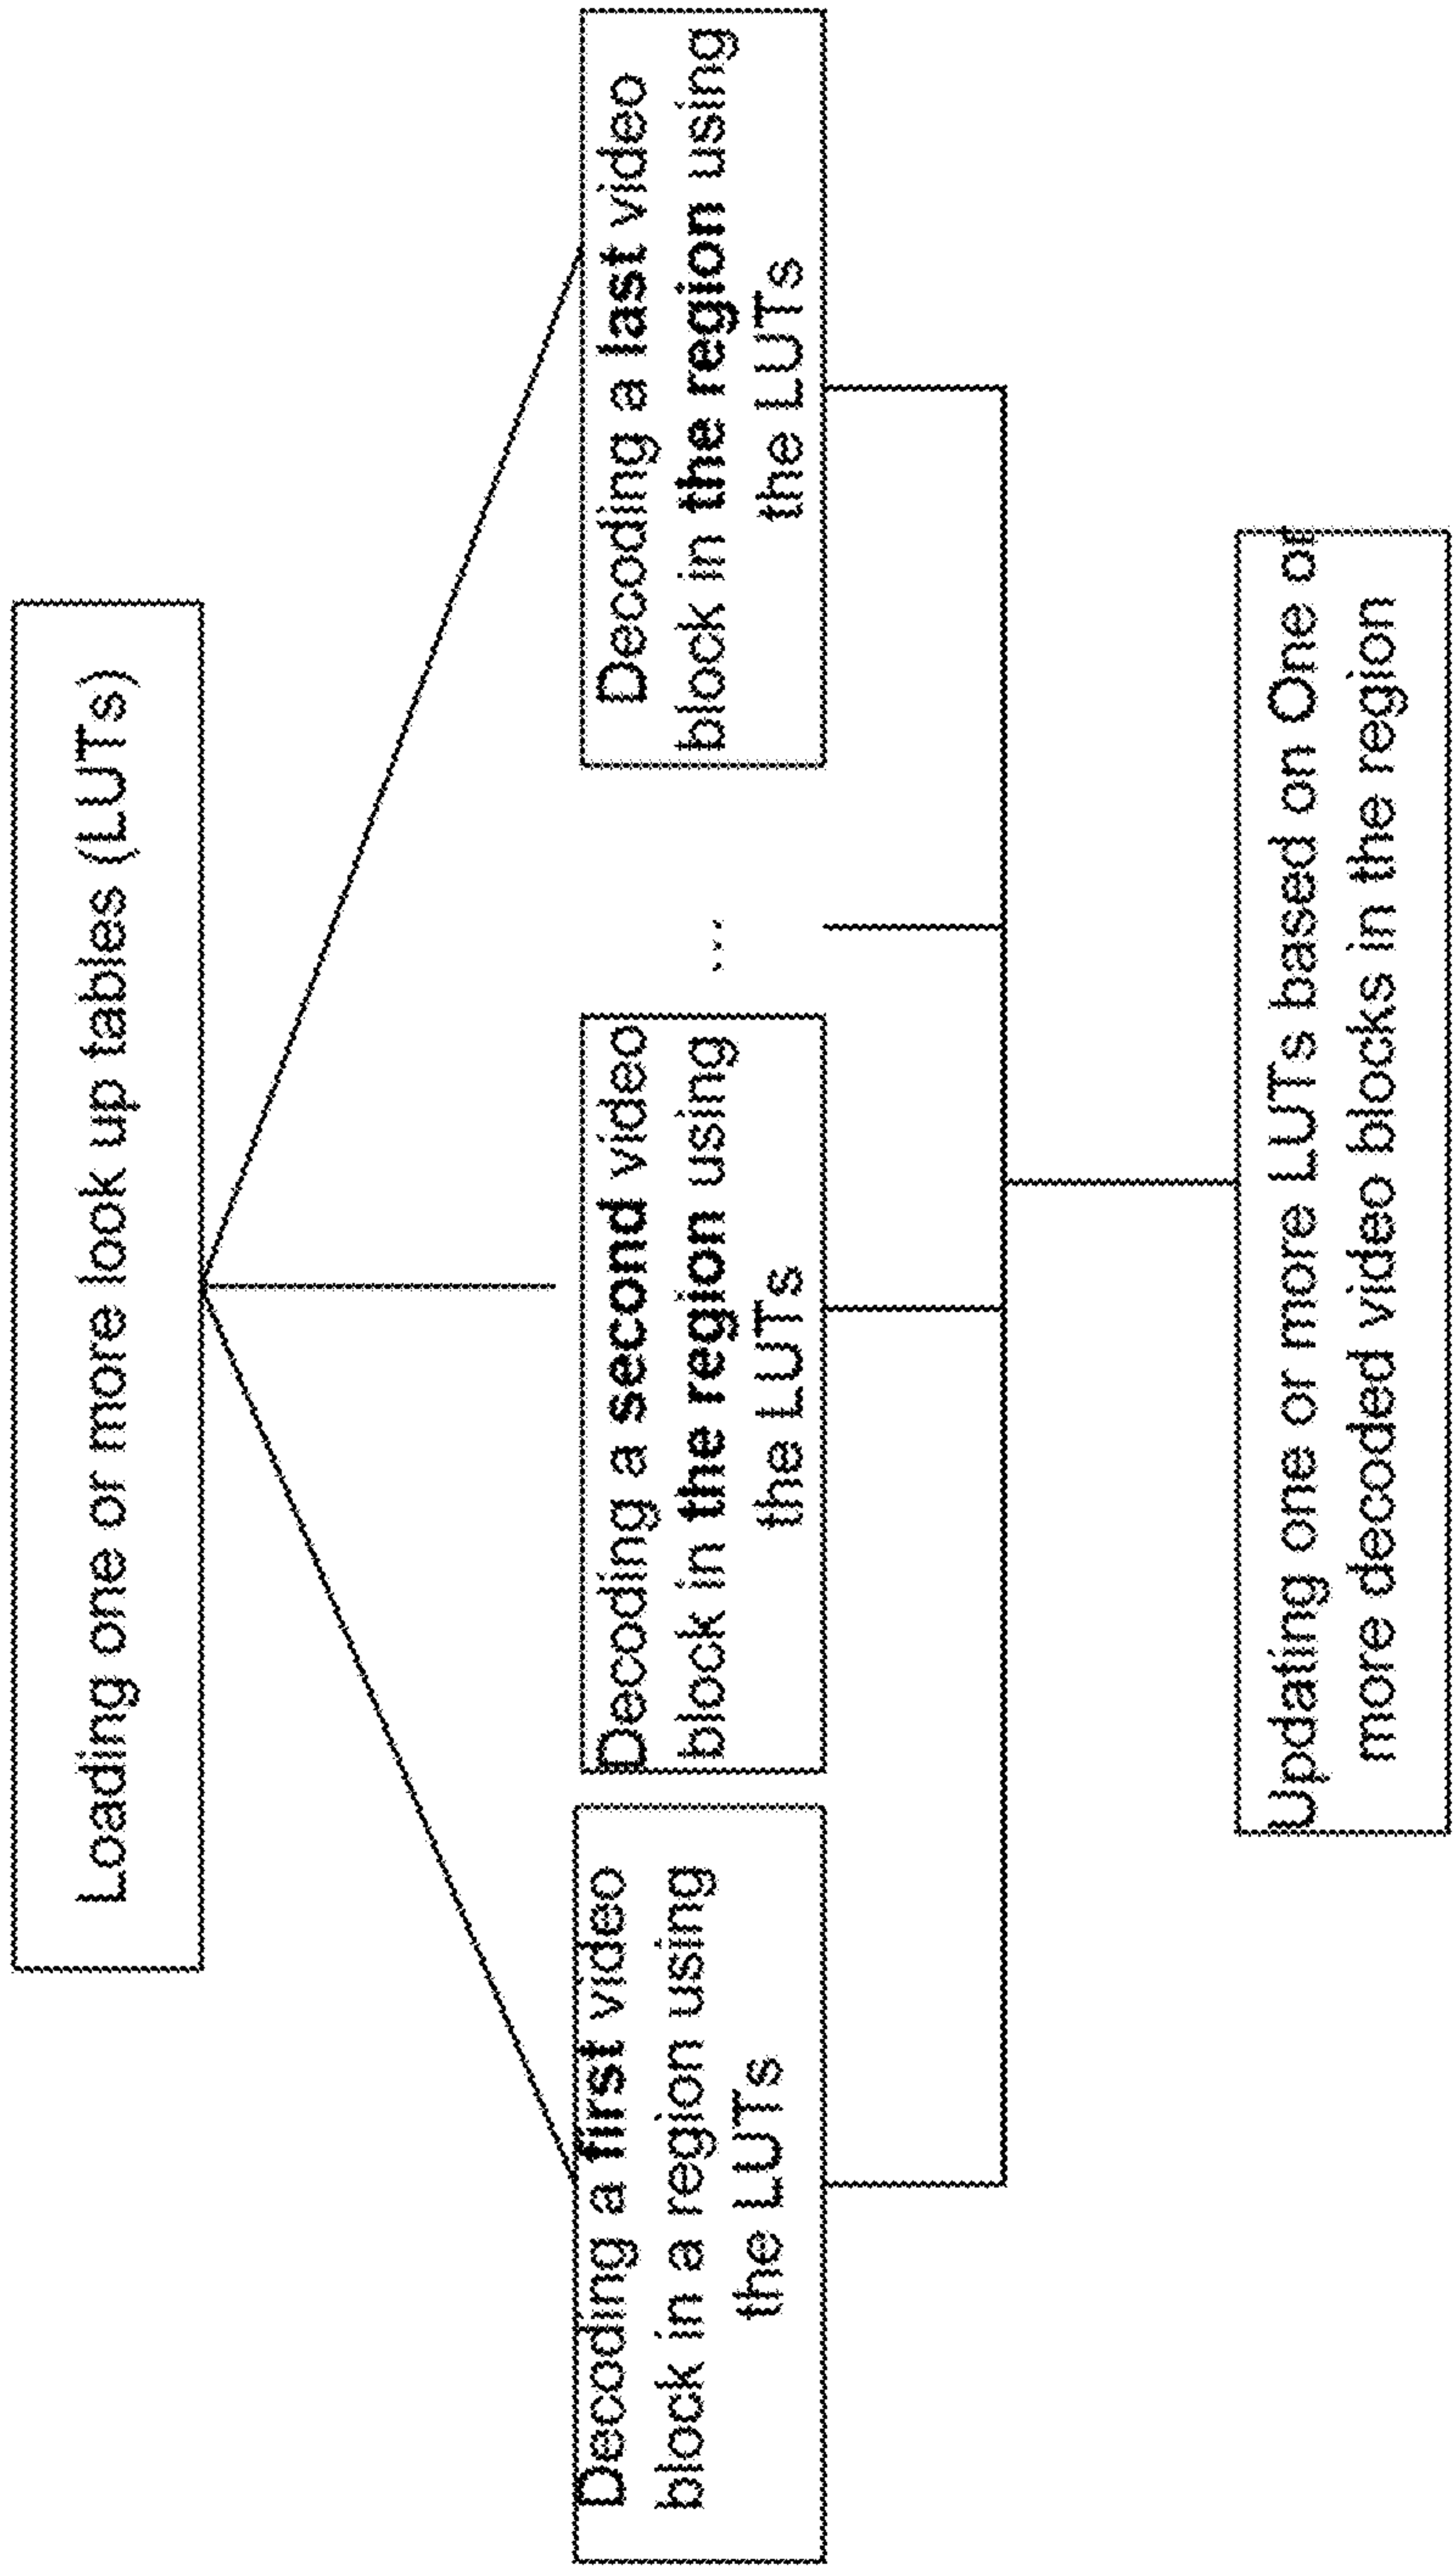 Loading one or more look up tables (LUTs)
Decoding a first video
block in a region using
the LUTs
Decoding a second video
block in the region using
the LUTs
...
Decoding a last video
block in the region using
the LUTs
Updating one or more LUTs based on One or
more decoded video blocks in the region